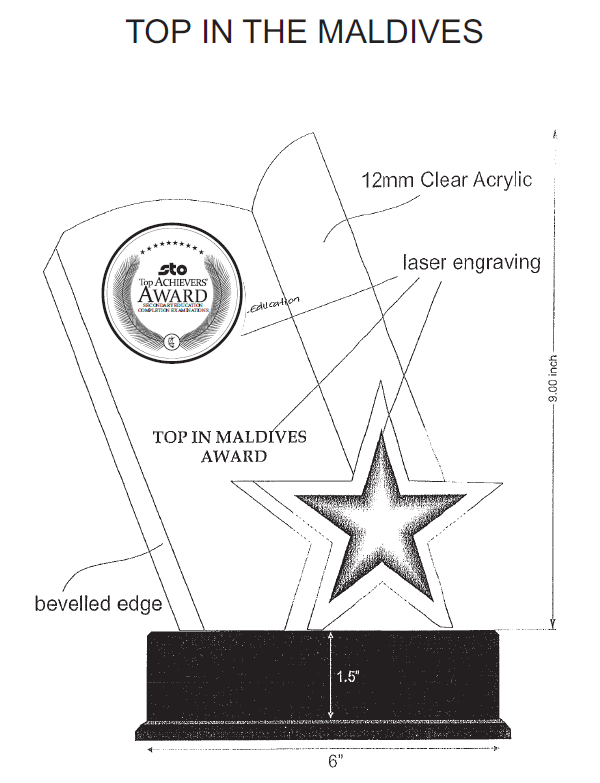 TOP IN THE MALDIVES
12mm Clear Acrylic
laser engraving
sto
TOP ACHIEVERS'
AWARD
SECONDARY EDUCATION
COMPLETION EXAMINATIONS
-Education
9.00 inch
TOP IN MALDIVES
AWARD
bevelled edge
1.5"
6"